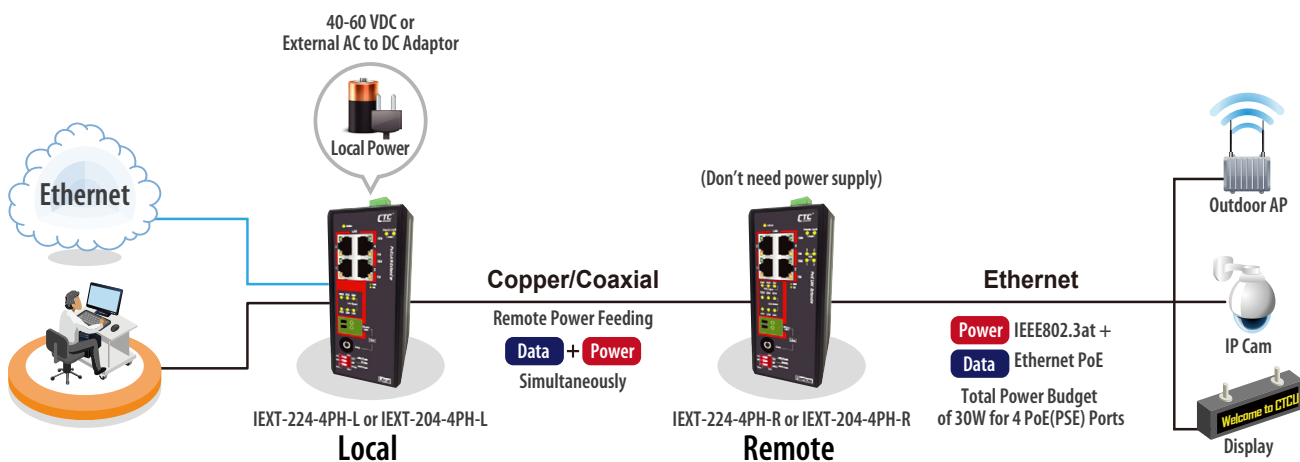 40-60 VDC or
External AC to DC Adaptor
Local Power
Ethernet
CTC
IEXT-224-4PH-L or IEXT-204-4PH-L
Local
Copper/Coaxial
Remote Power Feeding
Data + Power
Simultaneously
(Don't need power supply)
CTC
IEXT-224-4PH-R or IEXT-204-4PH-R
Remote
Ethernet
Power IEEE802.3at +
Data Ethernet PoE
Total Power Budget
of 30W for 4 PoE(PSE) Ports
Outdoor AP
IP Cam
Welcome to CTCU
Display